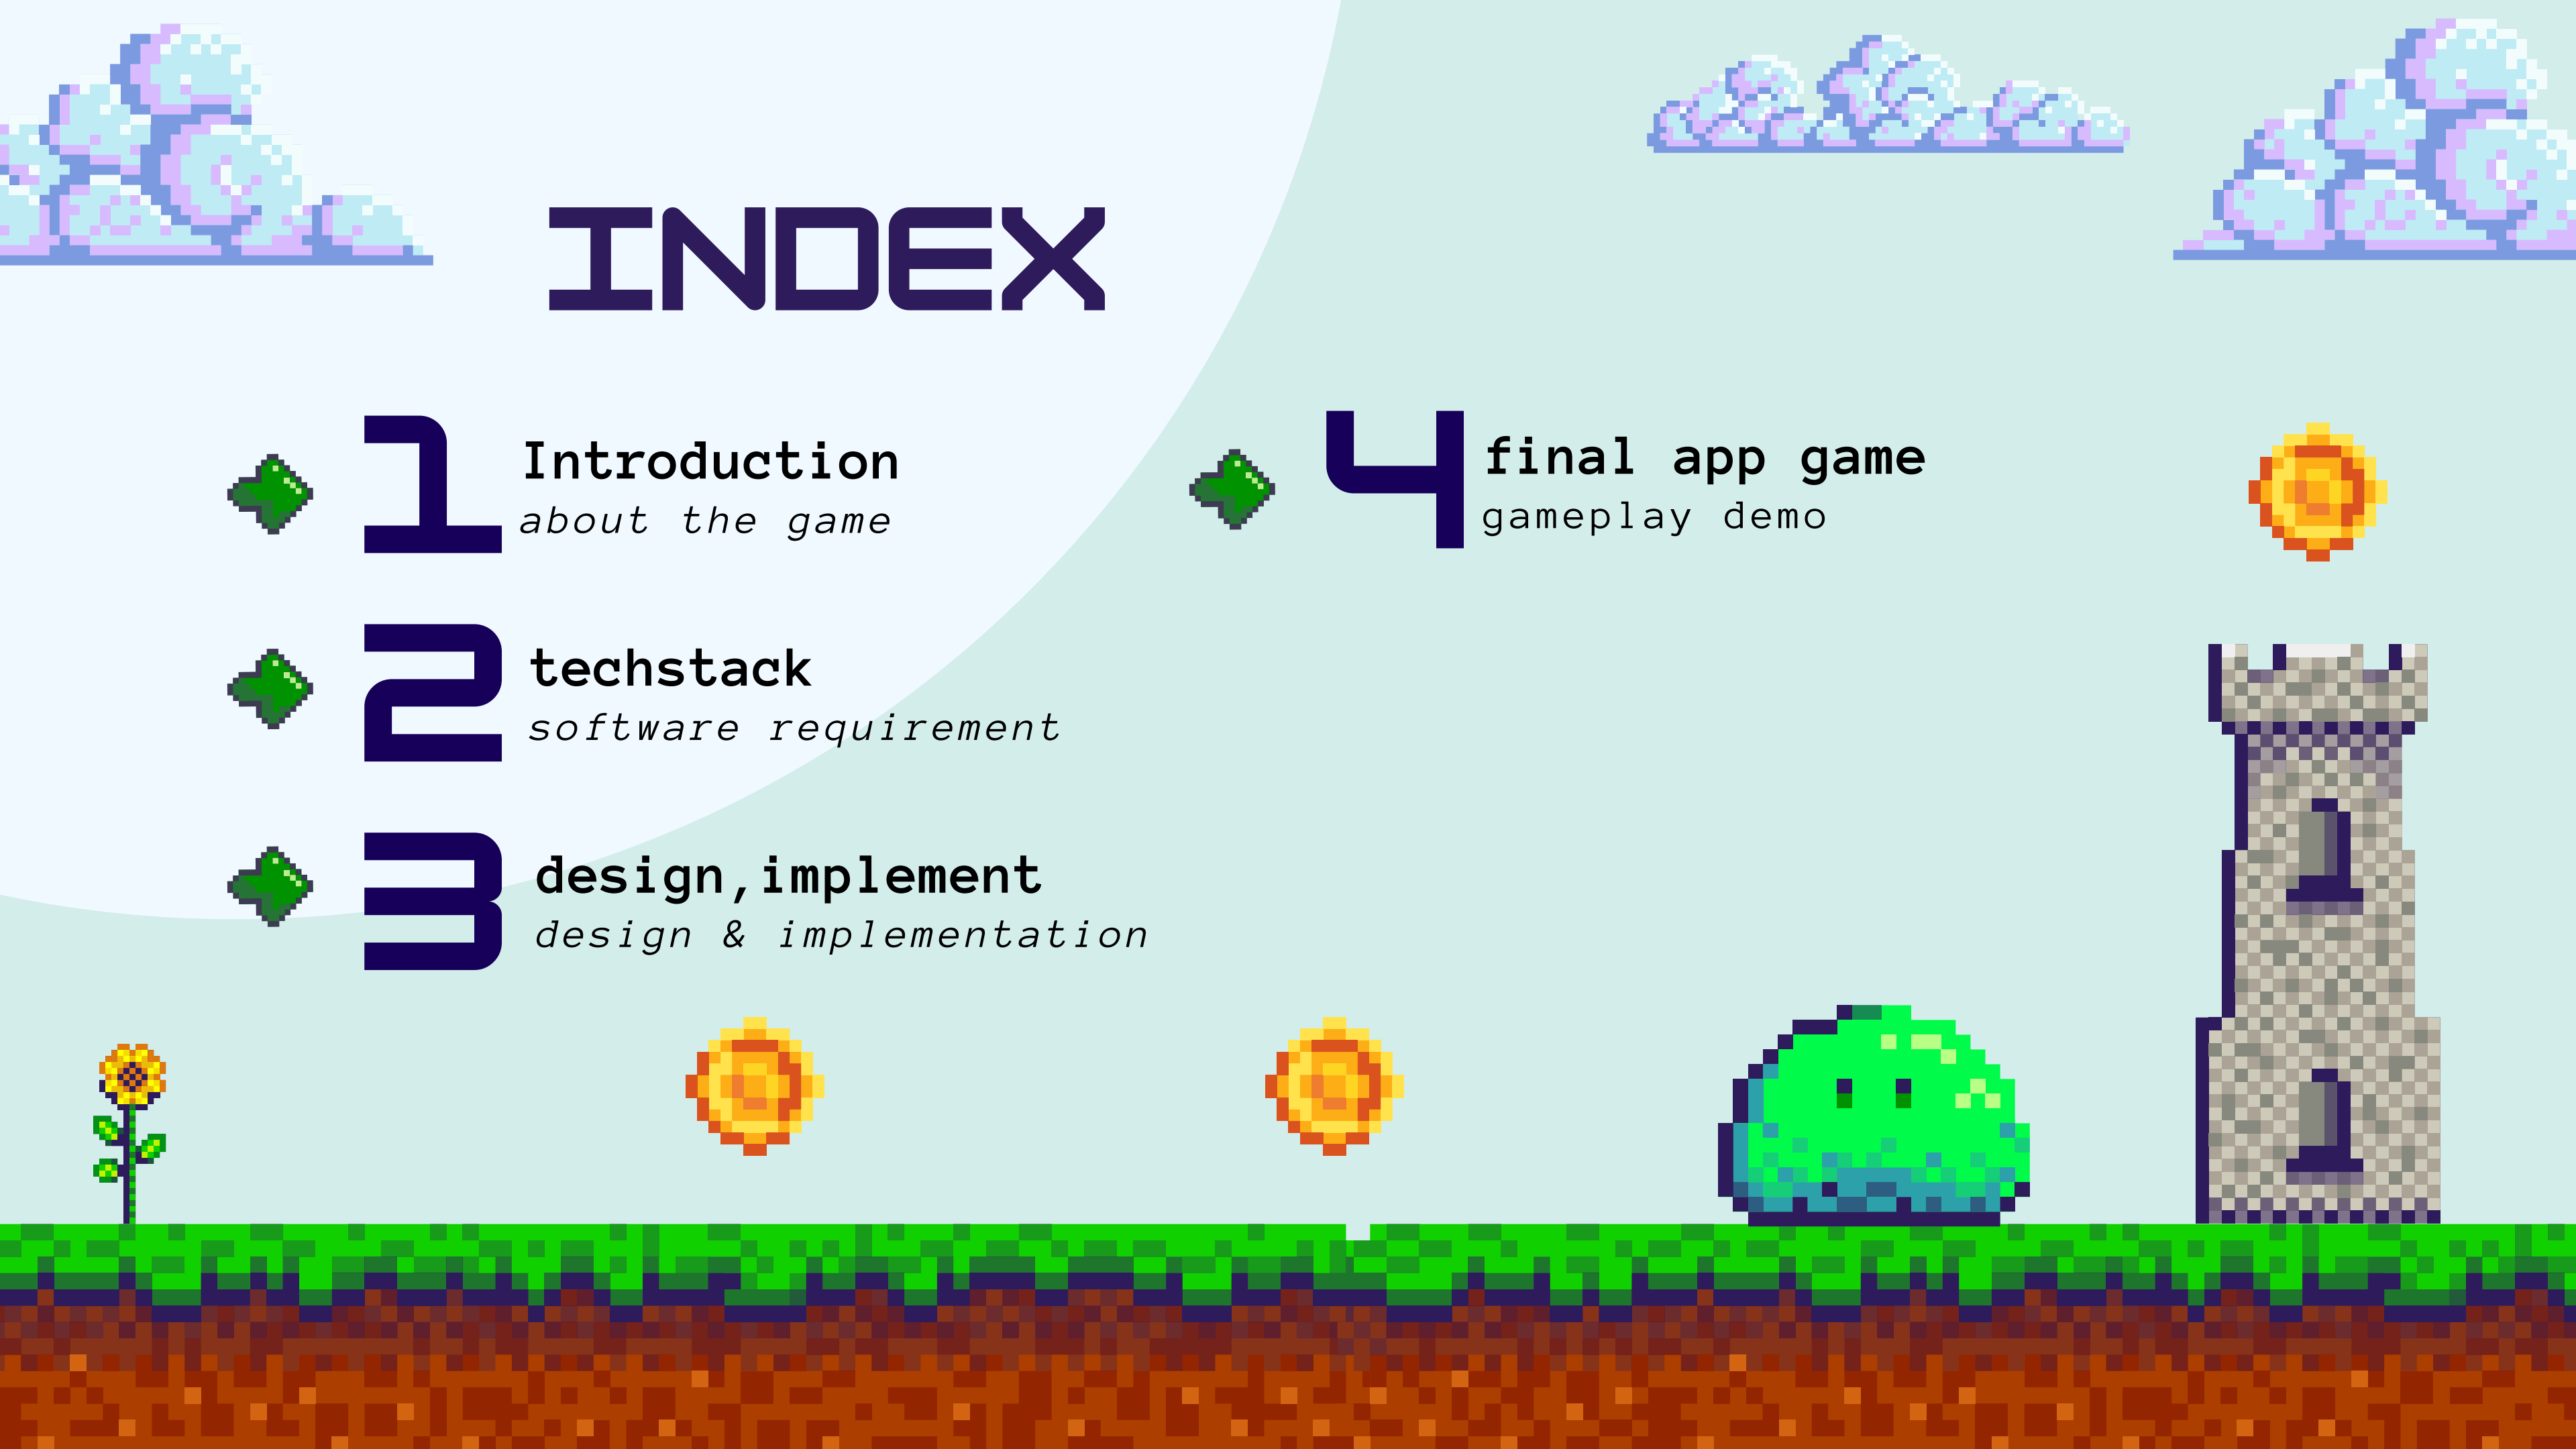 INDEX
1
Introduction
about the game
2
techstack
software requirement
3
design,implement
design & implementation
4
final app game
gameplay demo